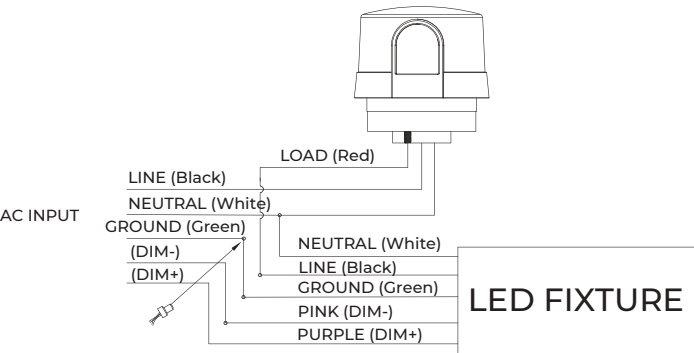 LOAD (Red)
LINE (Black)
NEUTRAL (White)
AC INPUT
GROUND (Green)
(DIM-)
(DIM+)
NEUTRAL (White)
LINE (Black)
GROUND (Green)
PINK (DIM-)
PURPLE (DIM+)
LED FIXTURE